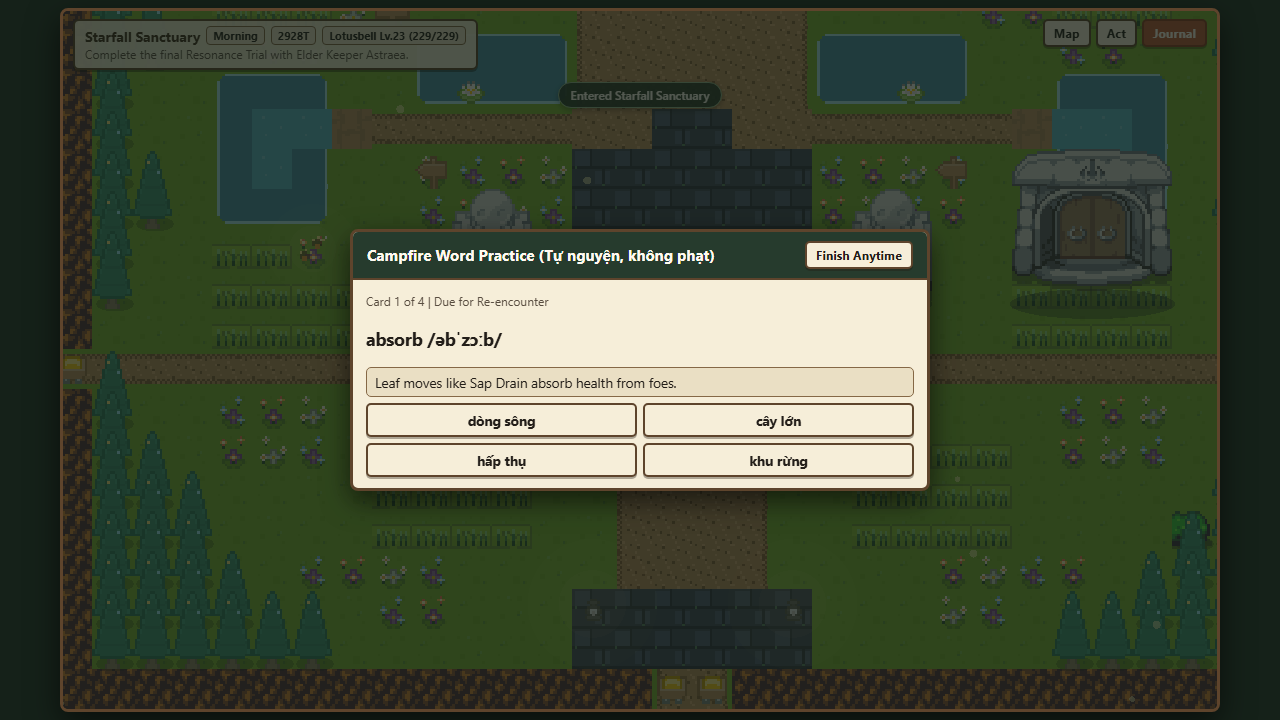 Starfall Sanctuary Morning 2928T Lotusbell Lv.23 (229/229)
Complete the final Resonance Trial with Elder Keeper Astraea.
Map Act Journal
Entered Starfall Sanctuary
Campfire Word Practice (Tự nguyện, không phạt) Finish Anytime
Card 1 of 4 | Due for Re-encounter
absorb /əbˈzɔːb/
Leaf moves like Sap Drain absorb health from foes.
dòng sông cây lớn
hấp thụ khu rừng